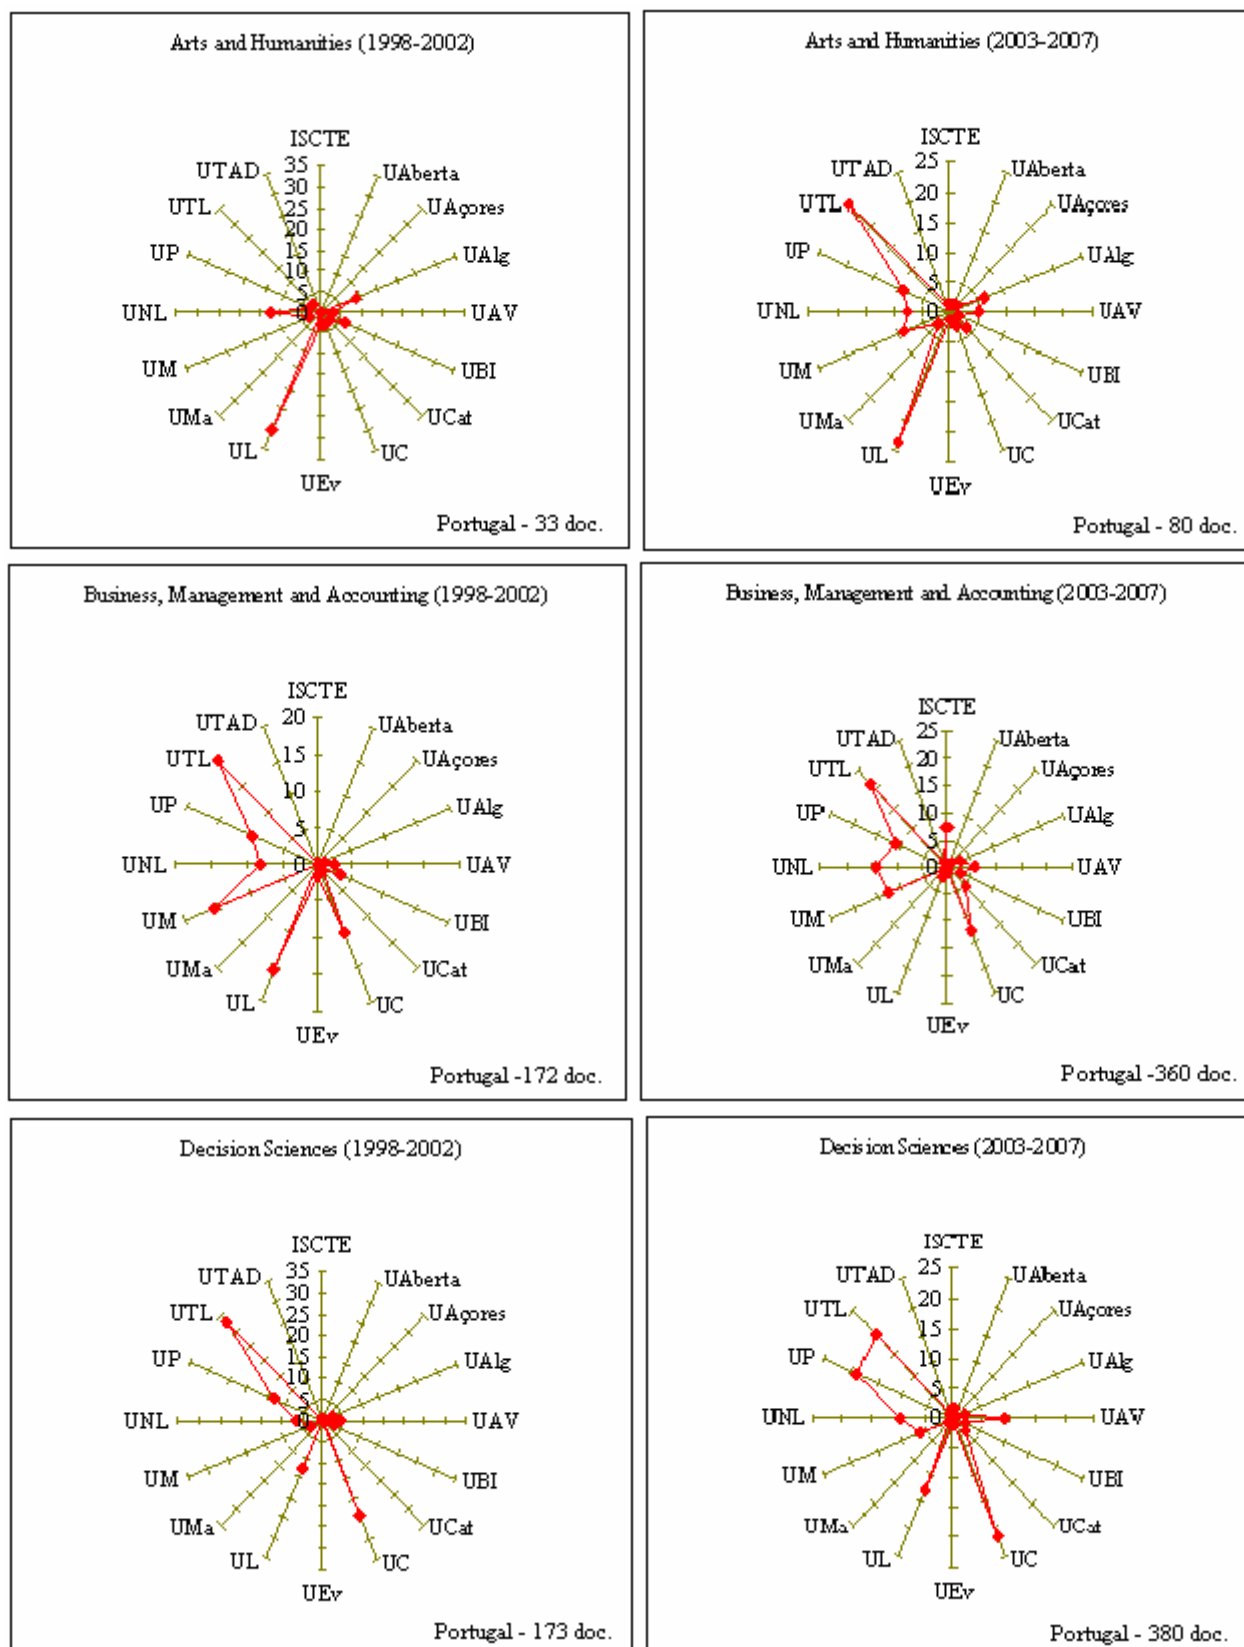 Arts and Humanities (1998-2002)
ISCTE
35
30
25
20
15
10
5
0
UAberta
UAçores
UAlg
UAV
UBI
UCat
UC
UEv
UL
UMa
UM
UNL
UP
UTL
UTAD
Portugal - 33 doc.
Arts and Humanities (2003-2007)
ISCTE
25
20
15
10
5
0
UAberta
UAçores
UAlg
UAV
UBI
UCat
UC
UEv
UL
UMa
UM
UNL
UP
UTL
UTAD
Portugal - 80 doc.
Business, Management and Accounting (1998-2002)
ISCTE
20
15
10
5
0
UAberta
UAçores
UAlg
UAV
UBI
UCat
UC
UEv
UL
UMa
UM
UNL
UP
UTL
UTAD
Portugal -172 doc.
Business, Management and Accounting (2003-2007)
ISCTE
25
20
15
10
5
0
UAberta
UAçores
UAlg
UAV
UBI
UCat
UC
UEv
UL
UMa
UM
UNL
UP
UTL
UTAD
Portugal -360 doc.
Decision Sciences (1998-2002)
ISCTE
35
30
25
20
15
10
5
0
UAberta
UAçores
UAlg
UAV
UBI
UCat
UC
UEv
UL
UMa
UM
UNL
UP
UTL
UTAD
Portugal - 173 doc.
Decision Sciences (2003-2007)
ISCTE
25
20
15
10
5
0
UAberta
UAçores
UAlg
UAV
UBI
UCat
UC
UEv
UL
UMa
UM
UNL
UP
UTL
UTAD
Portugal - 380 doc.